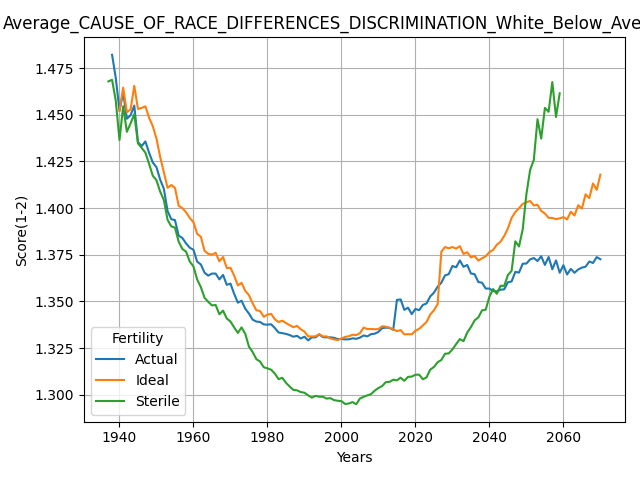 Average_CAUSE_OF_RACE_DIFFERENCES_DISCRIMINATION_White_Below_Ave
1.475
1.450
1.425
1.400
1.375
1.350
1.325
1.300
Score(1-2)
Fertility
Actual
Ideal
Sterile
1940 1960 1980 2000 2020 2040 2060
Years